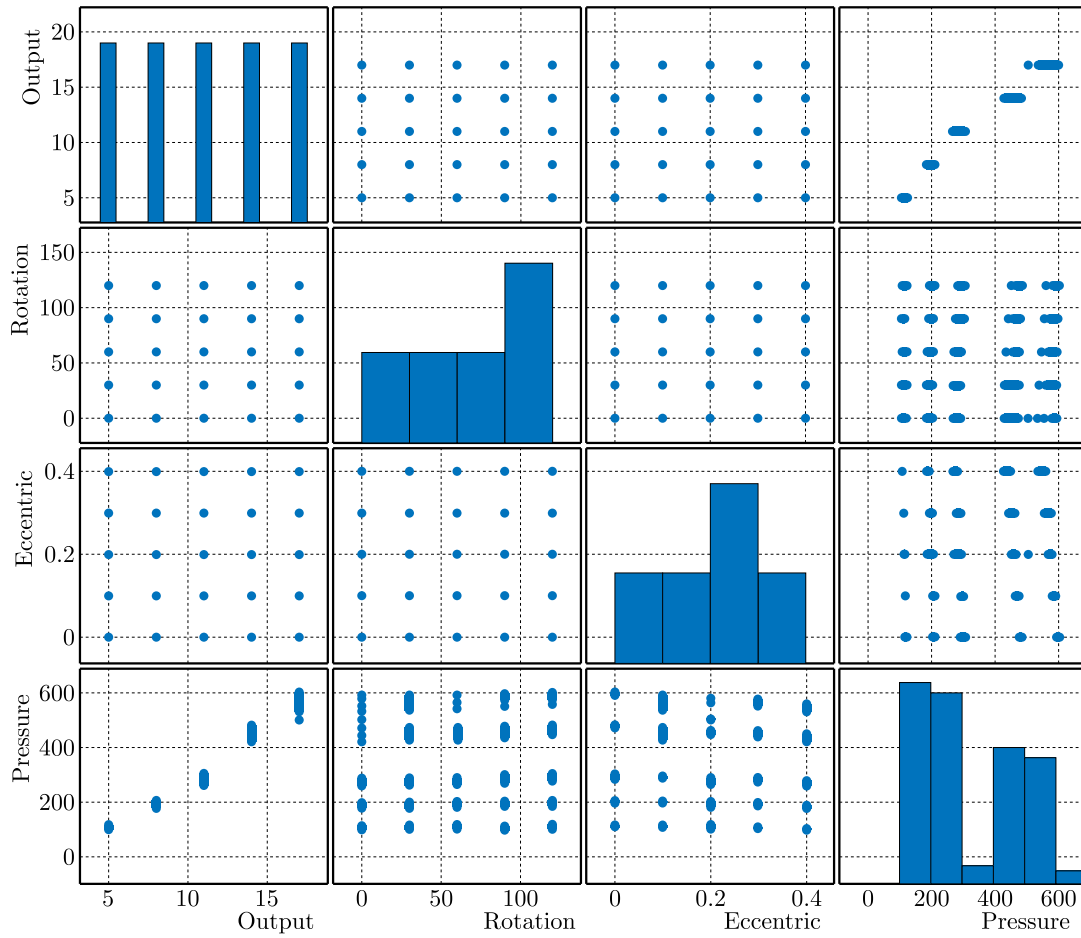 Output
20
15
10
5
Rotation
150
100
50
0
Eccentric
0.4
0.2
0
Pressure
600
400
200
0
5 10 15 0 50 100 0 0.2 0.4 0 200 400 600
Output Rotation Eccentric Pressure